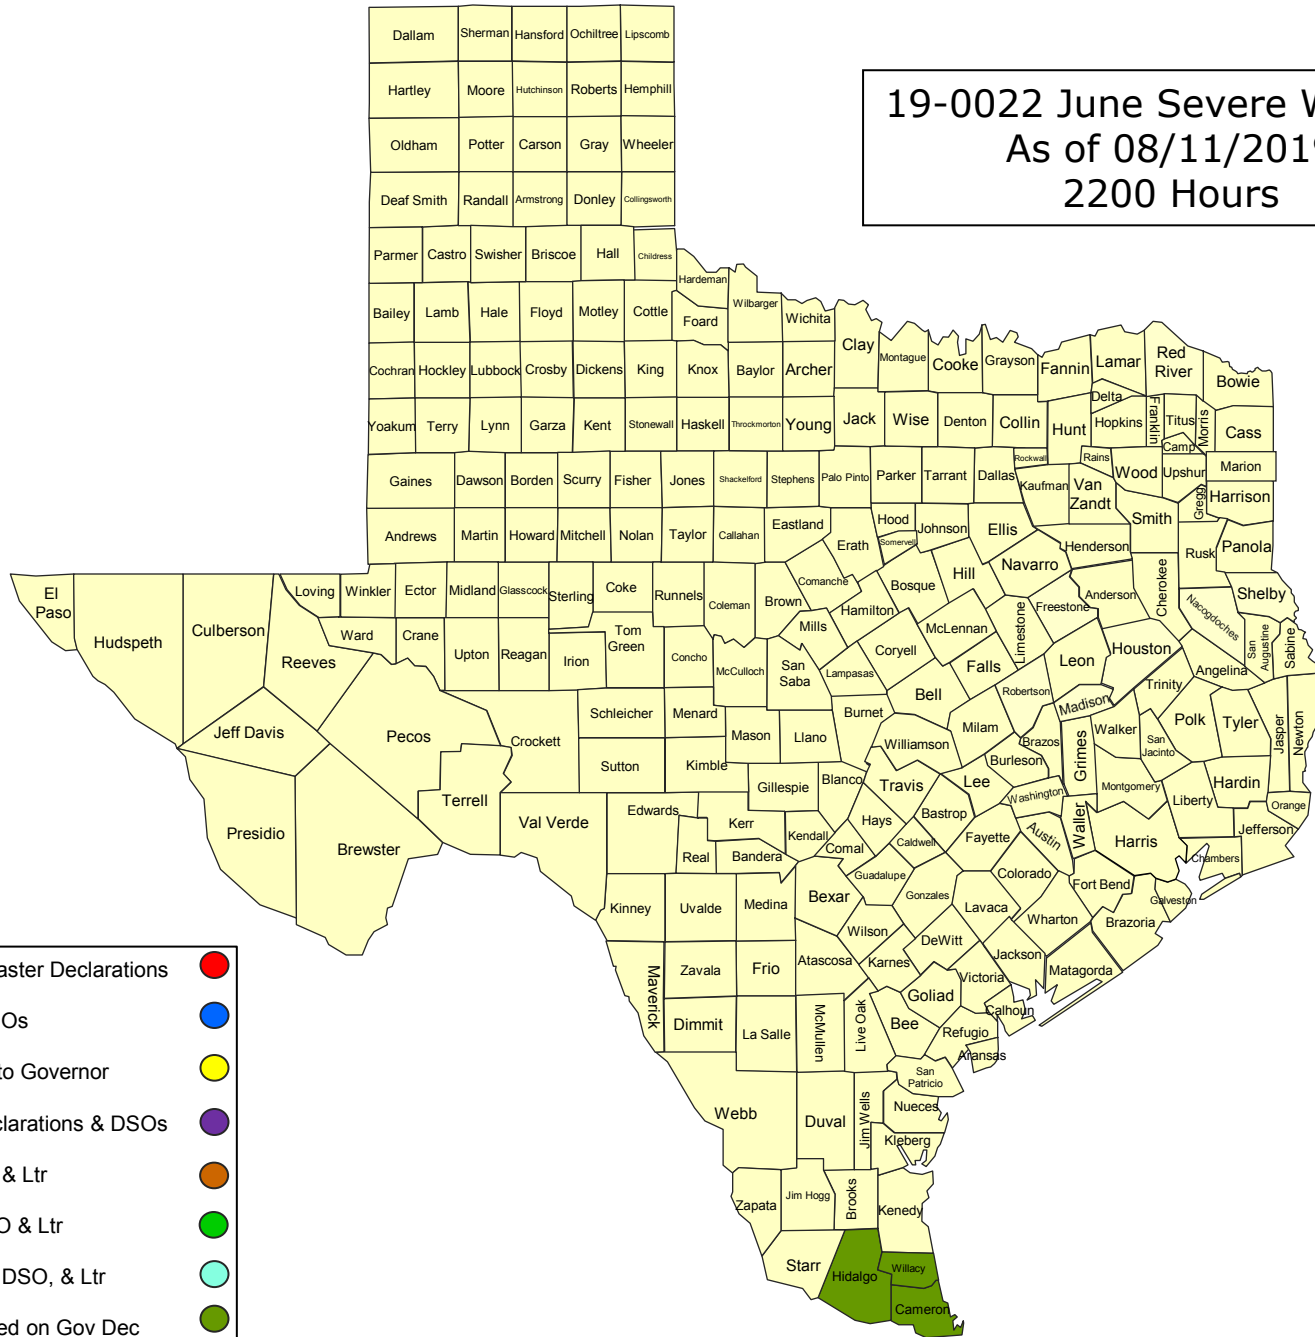 Dallam Sherman Hansford Ochiltree Lipscomb
Hartley Moore Hutchinson Roberts Hemphill
19-0022 June Severe
As of 08/11/201
2200 Hours
Oldham Potter Carson Gray Wheeler
Deaf Smith Randall Armstrong Donley Collingsworth
Parmer Castro Swisher Briscoe Hall Childress
Hardeman
Bailey Lamb Hale Floyd Motley Cottle Foard Wilbarger Wichita
Clay Montague Cooke Grayson Fannin Lamar Red
River Bowie
Cochran Hockley Lubbock Crosby Dickens King Knox Baylor Archer
Delta
Yoakum Terry Lynn Garza Kent Stonewall Haskell Throckmorton Young Jack Wise Denton Collin Hunt Hopkins Franklin Titus Morris Cass
Camp
Rockwall Rains
Gaines Dawson Borden Scurry Fisher Jones Shackelford Stephens Palo Pinto Parker Tarrant Dallas Kaufman Van
Zandt Wood Upshur Marion
Gregg Harrison
Andrews Martin Howard Mitchell Nolan Taylor Callahan Eastland Erath Hood Somervell Johnson Ellis Henderson Smith Rusk Panola
El
Paso Hudspeth Culberson Loving Winkler Ector Midland Glasscock Sterling Coke Runnels Coleman Brown Comanche Hamilton Bosque Hill Navarro Freestone Anderson Cherokee Nacogdoches Shelby
Reeves Ward Crane Upton Reagan Irion Tom
Green Concho McCulloch San
Saba Mills Lampasas Coryell McLennan Limestone Falls Leon Houston Angelina San
Augustine Sabine
Jeff Davis Pecos Crockett Schleicher Menard Mason Llano Burnet Bell Milam Robertson Madison Trinity Polk Tyler Jasper Newton
Terrell Sutton Kimble Gillespie Blanco Williamson Travis Lee Burleson Brazos Grimes Walker San
Jacinto Montgomery Liberty Hardin Orange
Presidio Brewster Val Verde Edwards Kerr Real Bandera Kendall Comal Hays Caldwell Bastrop Fayette Washington Austin Waller Harris Chambers Jefferson
Kinney Uvalde Medina Bexar Guadalupe Gonzales Lavaca Colorado Wharton Fort Bend Brazoria Galveston
Maverick Zavala Frio Atascosa Wilson Karnes DeWitt Victoria Jackson Matagorda
Dimmit La Salle McMullen Live Oak Bee Goliad Refugio Calhoun Aransas
Webb Duval Jim Wells San
Patricio Nueces Kleberg
Zapata Jim Hogg Brooks Kenedy
Starr Hidalgo Willacy Cameron
aster Declarations
Os
to Governor
larations & DSOs
& Ltr
O & Ltr
DSO, & Ltr
ed on Gov Dec